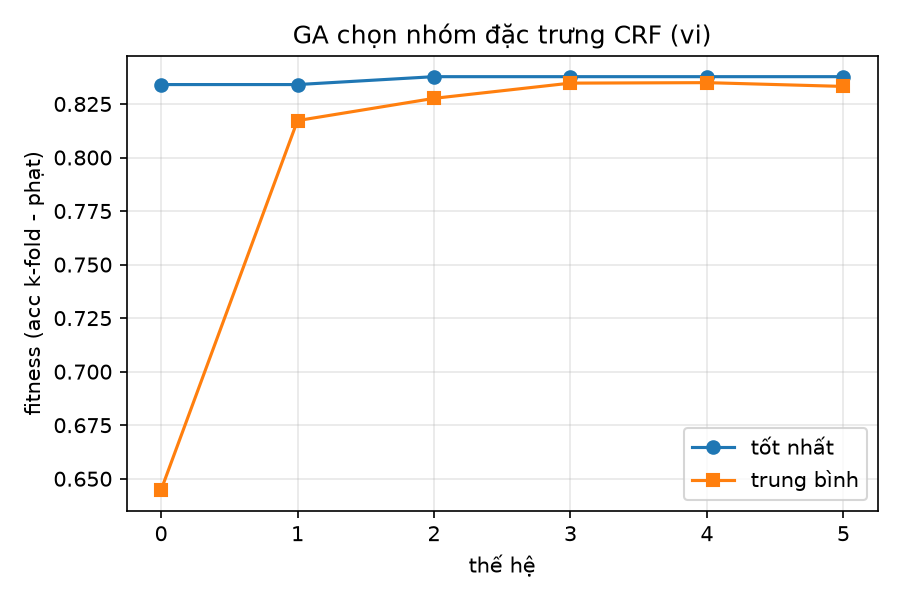 GA chọn nhóm đặc trưng CRF (vi)
fitness (acc k-fold - phạt)
0.825
0.800
0.775
0.750
0.725
0.700
0.675
0.650
tốt nhất
trung bình
0 1 2 3 4 5
thế hệ